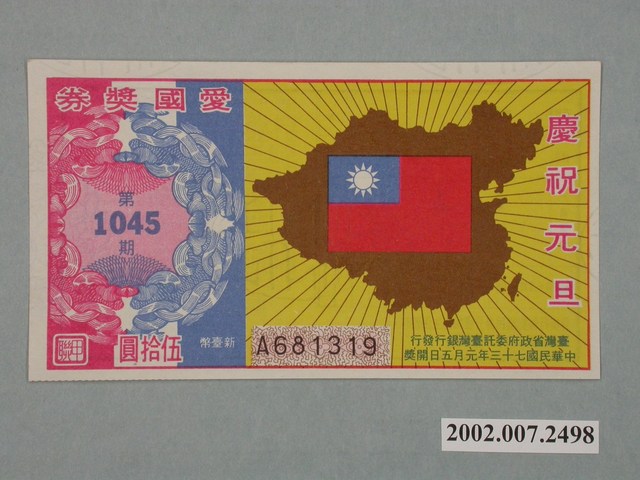 愛國獎券
第
1045
期
聯甲
新臺幣 伍拾圓
慶祝元旦
A681319
臺灣省政府委託臺灣銀行發行
中華民國七十三年元月五日開獎
2002.007.2498